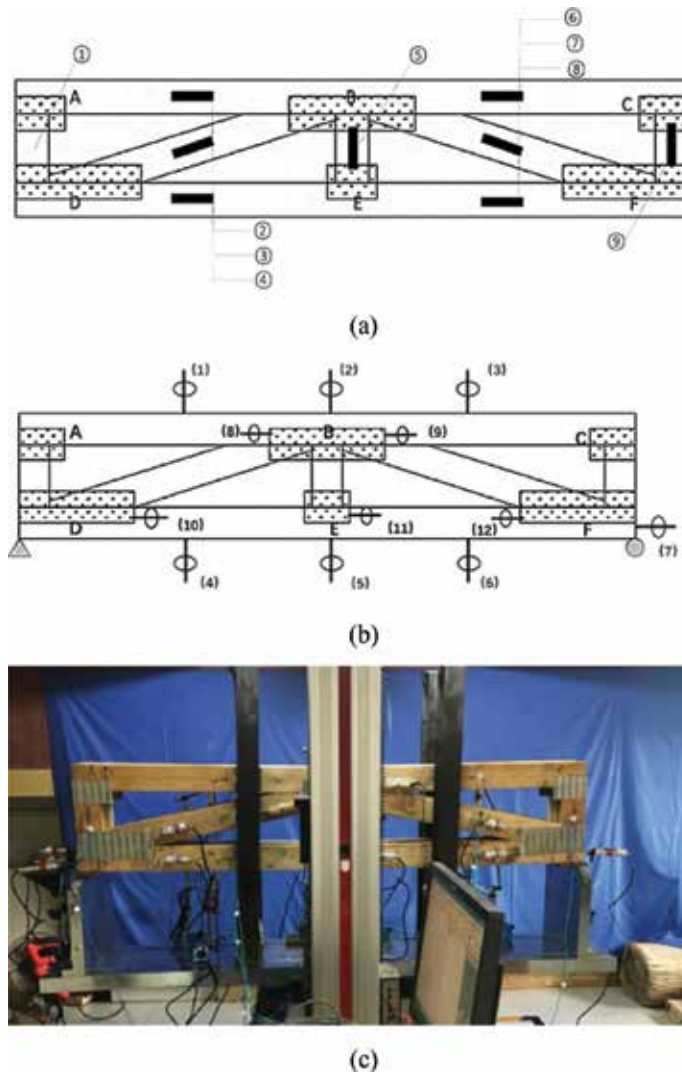 ⑥
① ⑤ ⑦
⑧
A B C
D E F
② ⑨
③
④
(a)
(1) (2) (3)
A (8) B (9) C
D (10) E (11) (12) F (7)
(4) (5) (6)
(b)
(c)